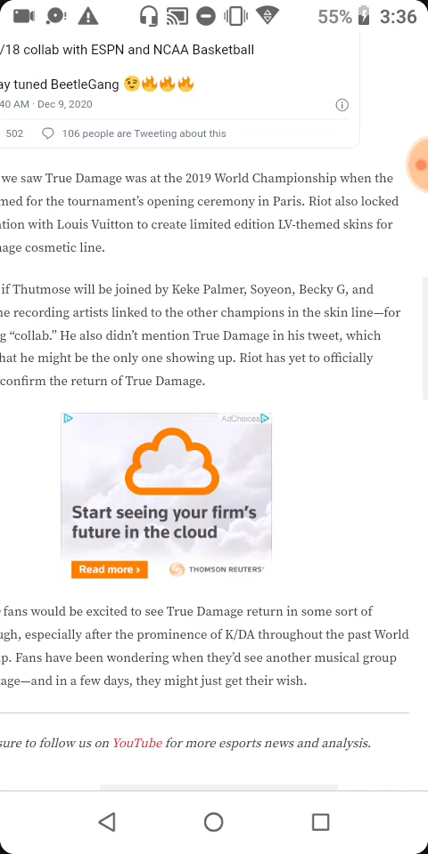 55% 3:36
/18 collab with ESPN and NCAA Basketball
ay tuned BeetleGang 😉🔥🔥🔥
40 AM · Dec 9, 2020
502 106 people are Tweeting about this
we saw True Damage was at the 2019 World Championship when the
med for the tournament’s opening ceremony in Paris. Riot also locked
tion with Louis Vuitton to create limited edition LV-themed skins for
nage cosmetic line.
if Thutmose will be joined by Keke Palmer, Soyeon, Becky G, and
ne recording artists linked to the other champions in the skin line—for
g “collab.” He also didn’t mention True Damage in his tweet, which
hat he might be the only one showing up. Riot has yet to officially
confirm the return of True Damage.
AdChoices
Start seeing your firm’s
future in the cloud
Read more ›
THOMSON REUTERS®
fans would be excited to see True Damage return in some sort of
ugh, especially after the prominence of K/DA throughout the past World
p. Fans have been wondering when they’d see another musical group
age—and in a few days, they might just get their wish.
sure to follow us on YouTube for more esports news and analysis.